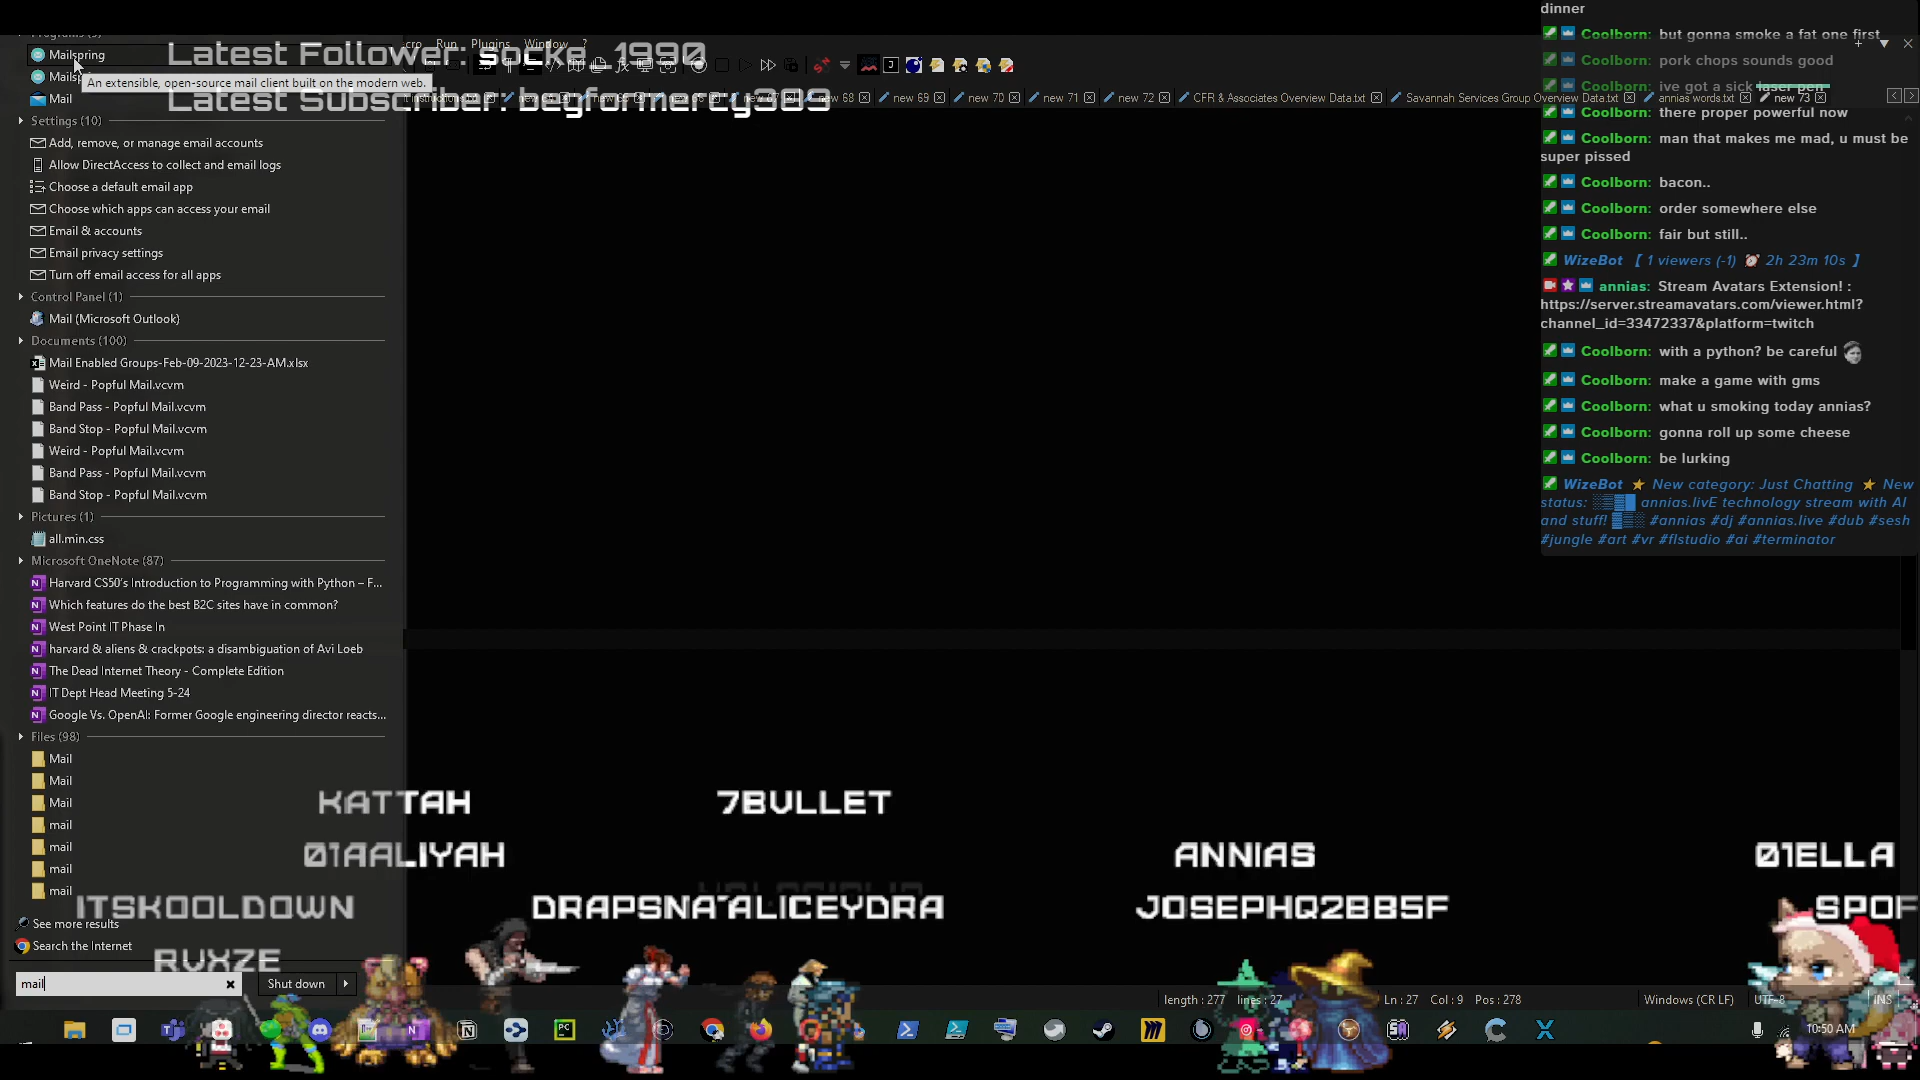 Programs (3)
Mailspring
An extensible, open-source mail client built on the modern web.
Mail
Settings (10)
Add, remove, or manage email accounts
Allow DirectAccess to collect and email logs
Choose a default email app
Choose which apps can access your email
Email & accounts
Email privacy settings
Turn off email access for all apps
Control Panel (1)
Mail (Microsoft Outlook)
Documents (100)
Mail Enabled Groups-Feb-09-2023-12-23-AM.xlsx
Weird - Popful Mail.vcvm
Band Pass - Popful Mail.vcvm
Band Stop - Popful Mail.vcvm
Weird - Popful Mail.vcvm
Band Pass - Popful Mail.vcvm
Band Stop - Popful Mail.vcvm
Pictures (1)
all.min.css
Microsoft OneNote (87)
Harvard CS50's Introduction to Programming with Python – F...
Which features do the best B2C sites have in common?
West Point IT Phase In
harvard & aliens & crackpots: a disambiguation of Avi Loeb
The Dead Internet Theory - Complete Edition
IT Dept Head Meeting 5-24
Google Vs. OpenAI: Former Google engineering director reacts...
Files (98)
Mail
Mail
Mail
mail
mail
mail
mail
See more results
Search the Internet
mail
Shut down
Latest Follower: socke_1990
Latest Subscriber: begformercy389
Run Plugins Window ?
new 68
new 69
new 70
new 71
new 72
CFR & Associates Overview Data.txt
Savannah Services Group Overview Data.txt
annias words.txt
new 73
dinner
Coolborn: but gonna smoke a fat one first
Coolborn: pork chops sounds good
Coolborn: ive got a sick laser pen
Coolborn: there proper powerful now
Coolborn: man that makes me mad, u must be
super pissed
Coolborn: bacon..
Coolborn: order somewhere else
Coolborn: fair but still..
WizeBot 【 1 viewers (-1) ⏰ 2h 23m 10s 】
annias: Stream Avatars Extension! :
https://server.streamavatars.com/viewer.html?
channel_id=33472337&platform=twitch
Coolborn: with a python? be careful
Coolborn: make a game with gms
Coolborn: what u smoking today annias?
Coolborn: gonna roll up some cheese
Coolborn: be lurking
WizeBot ★ New category: Just Chatting ★ New
status: ░▒▓█ annias.livE technology stream with AI
and stuff! ▓▒░ #annias #dj #annias.live #dub #sesh
#jungle #art #vr #flstudio #ai #terminator
KATTAH
7BVLLET
01AALIYAH
ANNIAS
01ELLA
ITSKOOLDOWN
JOSEPHQ2BB5F
SPOF
RVXZE
length : 277 lines : 27
Ln : 27 Col : 9 Pos : 278
Windows (CR LF)
UTF-8
INS
10:50 AM